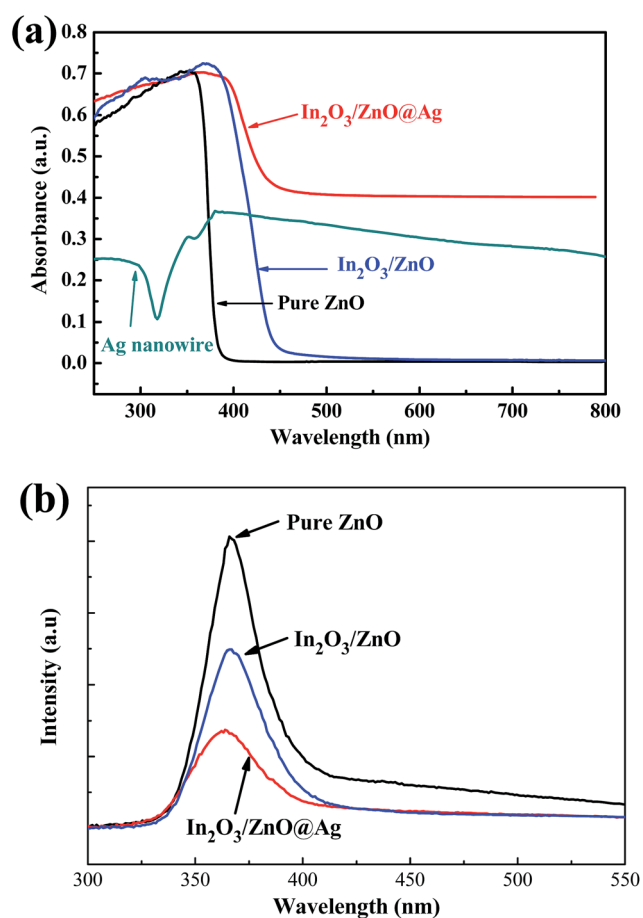 (a)
0.8
0.7
0.6
0.5
0.4
0.3
0.2
0.1
0.0
Absorbance (a.u.)
In₂O₃/ZnO@Ag
In₂O₃/ZnO
Pure ZnO
Ag nanowire
300 400 500 600 700 800
Wavelength (nm)
(b)
Pure ZnO
In₂O₃/ZnO
In₂O₃/ZnO@Ag
Intensity (a.u)
300 350 400 450 500 550
Wavelength (nm)